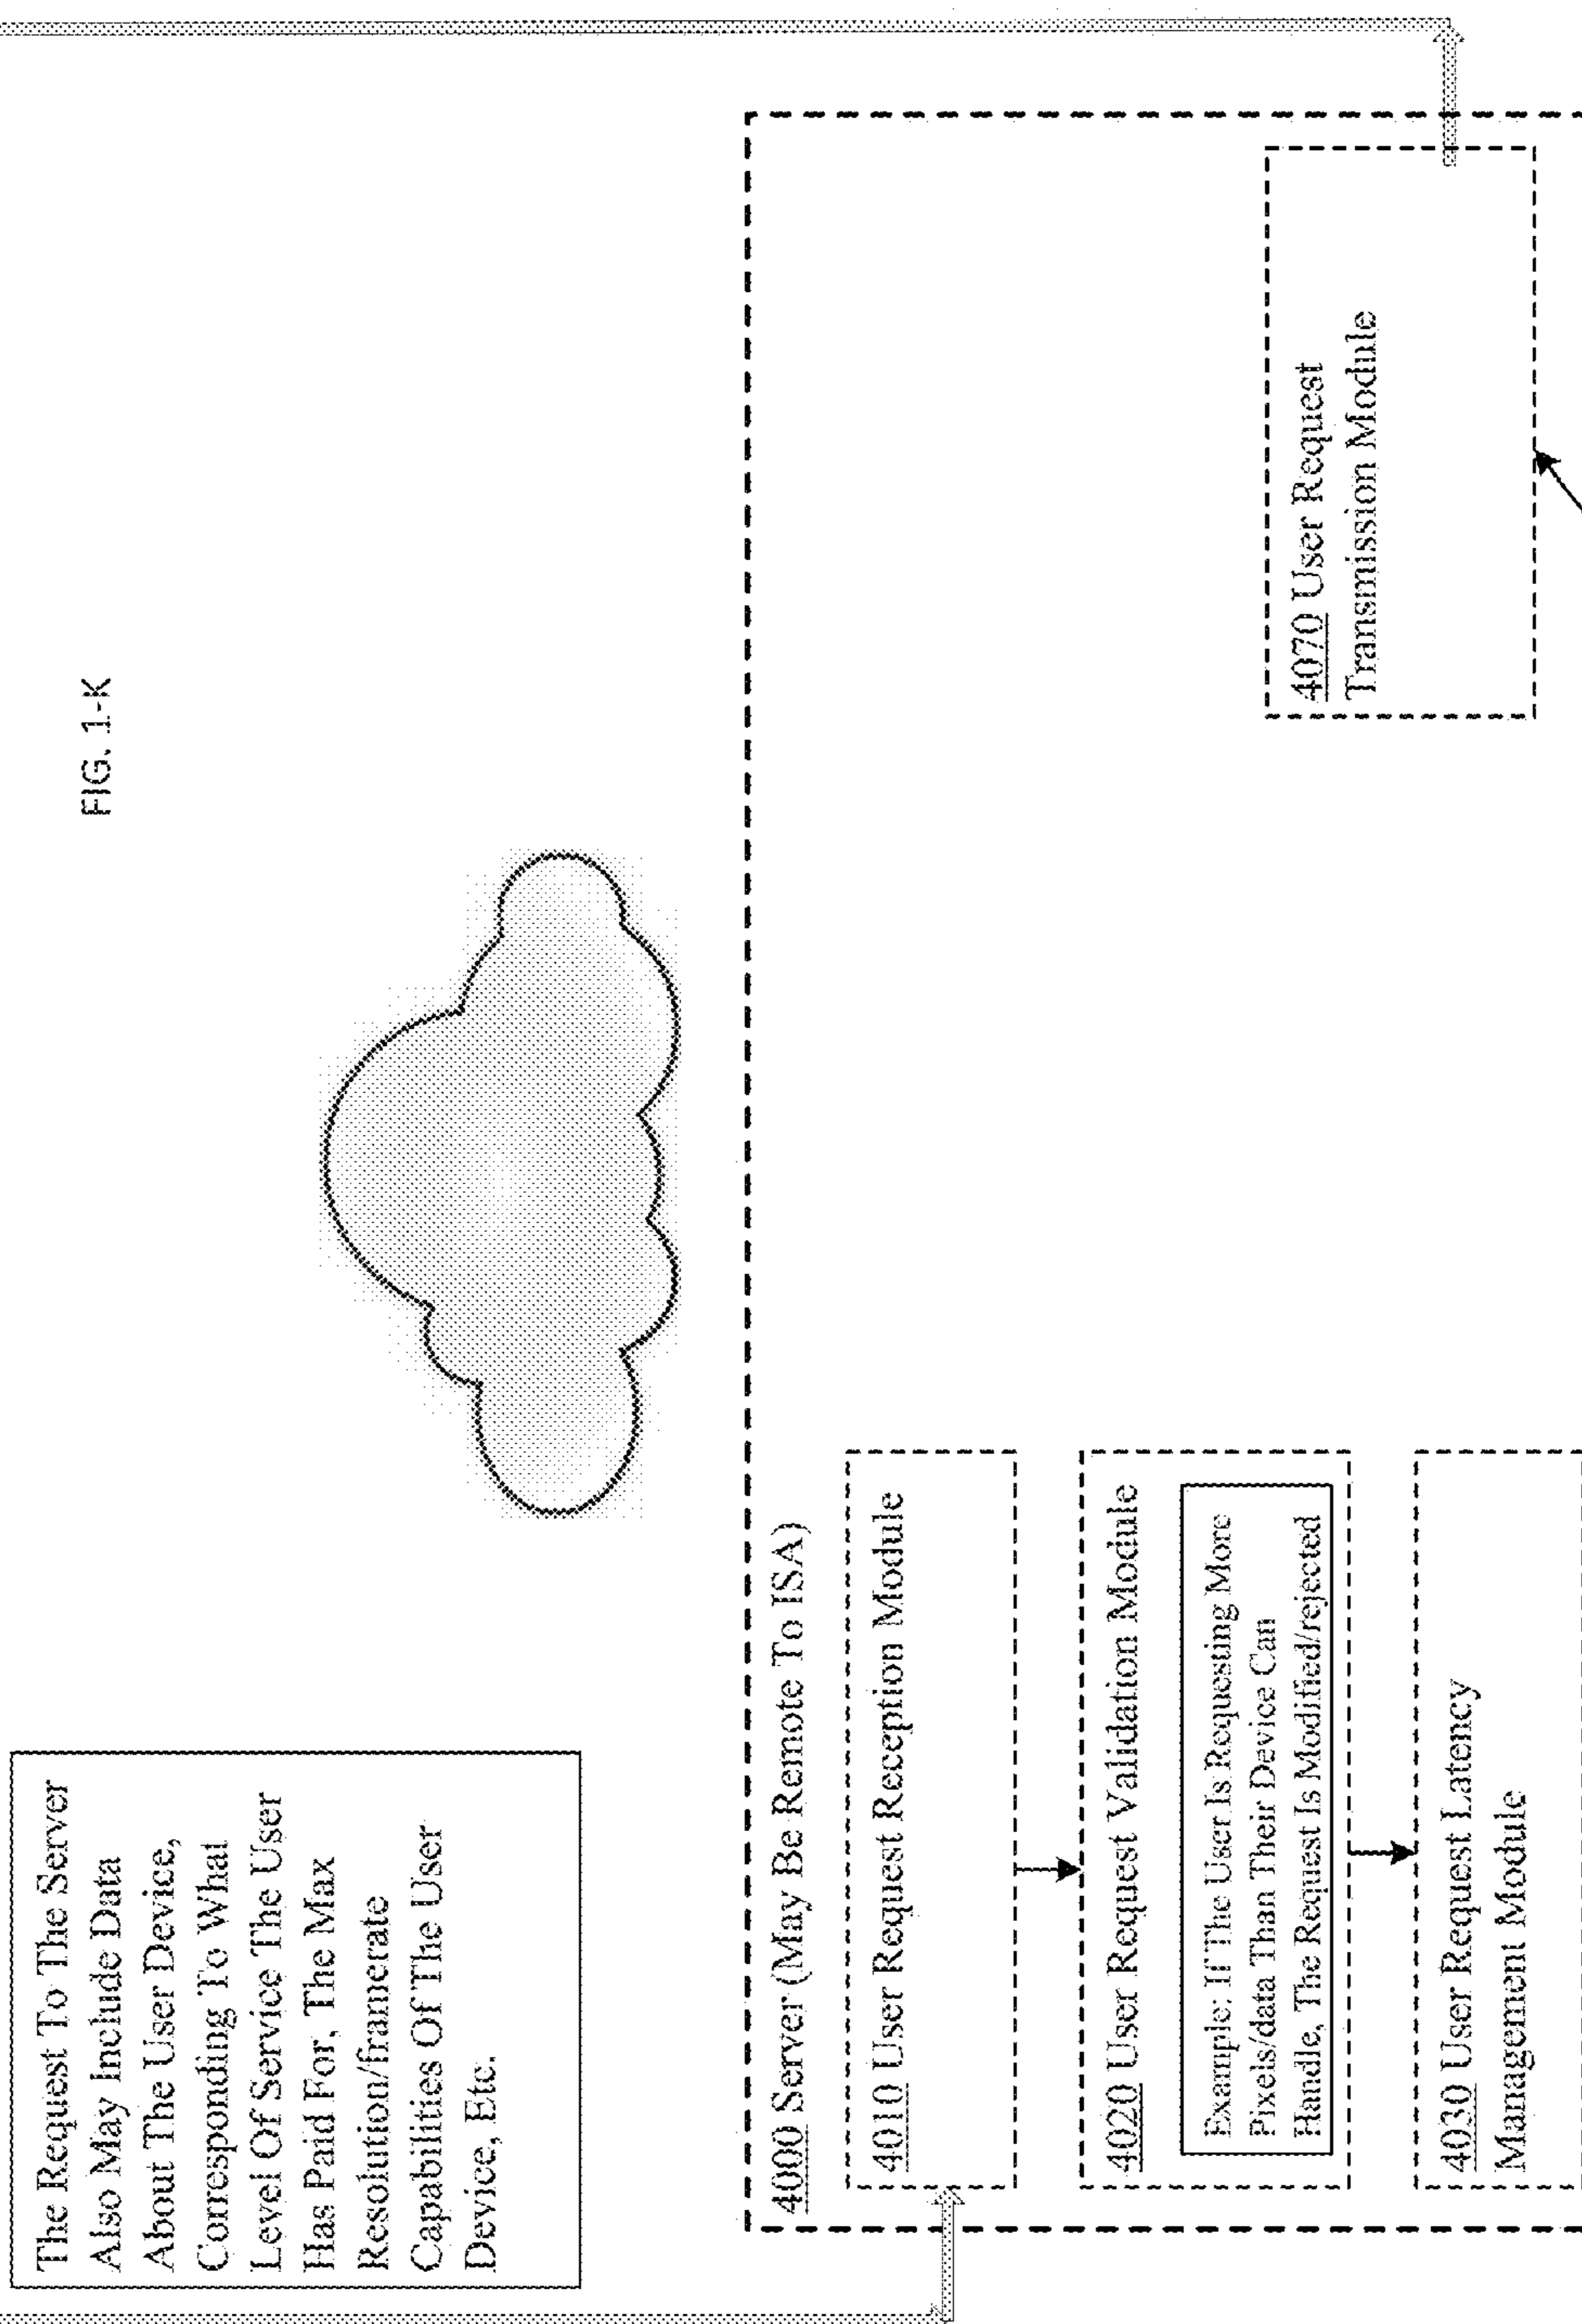 FIG. 1-K
The Request To The Server
Also May Include Data
About The User Device,
Corresponding To What
Level Of Service The User
Has Paid For, The Max
Resolution/framerate
Capabilities Of The User
Device, Etc.
4000 Server (May Be Remote To ISA)
4010 User Request Reception Module
4020 User Request Validation Module
Example: If The User Is Requesting More
Pixels/data Than Their Device Can
Handle, The Request Is Modified/rejected
4030 User Request Latency
Management Module
4070 User Request
Transmission Module